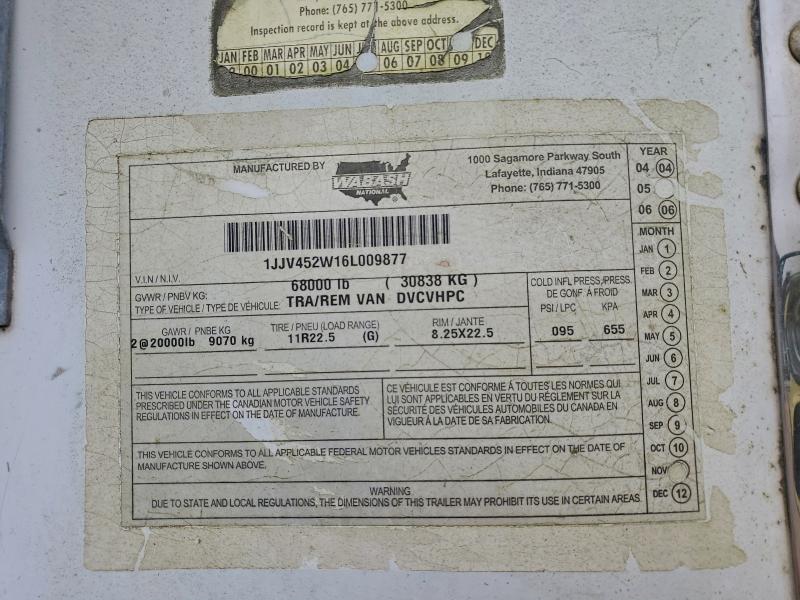 Phone: (765) 771-5300
Inspection record is kept at the above address.
JAN FEB MAR APR MAY JUN AUG SEP OCT DEC
00 01 02 03 04 06 07 08 09
MANUFACTURED BY
WABASH
NATIONAL
1000 Sagamore Parkway South
Lafayette, Indiana 47905
Phone: (765) 771-5300
1JJV452W16L009877
V.I.N / N.I.V.
68000 lb ( 30838 KG )
GVWR / PNBV KG:
TYPE OF VEHICLE / TYPE DE VÉHICULE: TRA/REM VAN DVCVHPC
COLD INFL PRESS./PRESS.
DE GONF. À FROID
PSI / LPC KPA
095 655
GAWR / PNBE KG TIRE / PNEU (LOAD RANGE) RIM / JANTE
2@20000lb 9070 kg 11R22.5 (G) 8.25X22.5
THIS VEHICLE CONFORMS TO ALL APPLICABLE STANDARDS
PRESCRIBED UNDER THE CANADIAN MOTOR VEHICLE SAFETY
REGULATIONS IN EFFECT ON THE DATE OF MANUFACTURE.
CE VÉHICULE EST CONFORME À TOUTES LES NORMES QUI
LUI SONT APPLICABLES EN VERTU DU RÈGLEMENT SUR LA
SÉCURITÉ DES VÉHICULES AUTOMOBILES DU CANADA EN
VIGUEUR À LA DATE DE SA FABRICATION.
THIS VEHICLE CONFORMS TO ALL APPLICABLE FEDERAL MOTOR VEHICLES STANDARDS IN EFFECT ON THE DATE OF
MANUFACTURE SHOWN ABOVE.
WARNING
DUE TO STATE AND LOCAL REGULATIONS, THE DIMENSIONS OF THIS TRAILER MAY PROHIBIT ITS USE IN CERTAIN AREAS.
YEAR
04 04
05
06 06
MONTH
JAN 1
FEB 2
MAR 3
APR 4
MAY 5
JUN 6
JUL 7
AUG 8
SEP 9
OCT 10
NOV
DEC 12